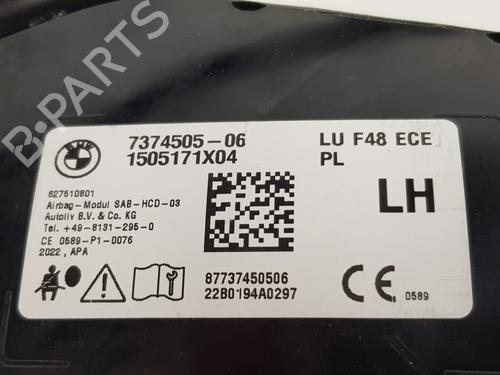 BMW
7374505-06
1505171X04
LU F48 ECE
PL
LH
627510801
Airbag-Modul SAB-HCD-03
Autoliv B.V. & Co. KG
Tel. +49-8131-295-0
CE 0589-P1-0076
2022, APA
87737450506
22B0194A0297
CE 0589
B-PARTS